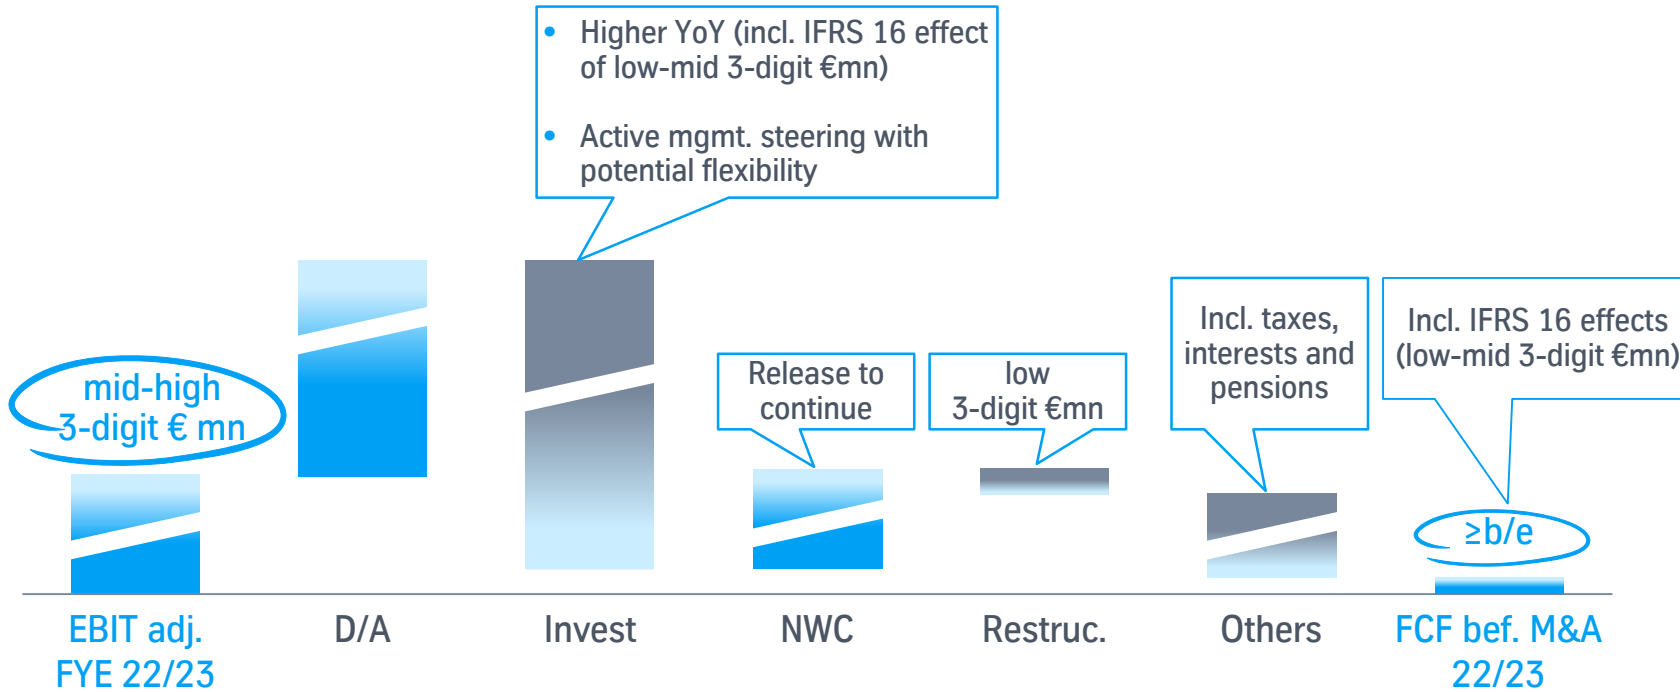 • Higher YoY (incl. IFRS 16 effect
of low-mid 3-digit €mn)
• Active mgmt. steering with
potential flexibility
mid-high
3-digit € mn
Release to
continue
low
3-digit €mn
Incl. taxes,
interests and
pensions
Incl. IFRS 16 effects
(low-mid 3-digit €mn)
≥b/e
EBIT adj.
FYE 22/23
D/A
Invest
NWC
Restruc.
Others
FCF bef. M&A
22/23